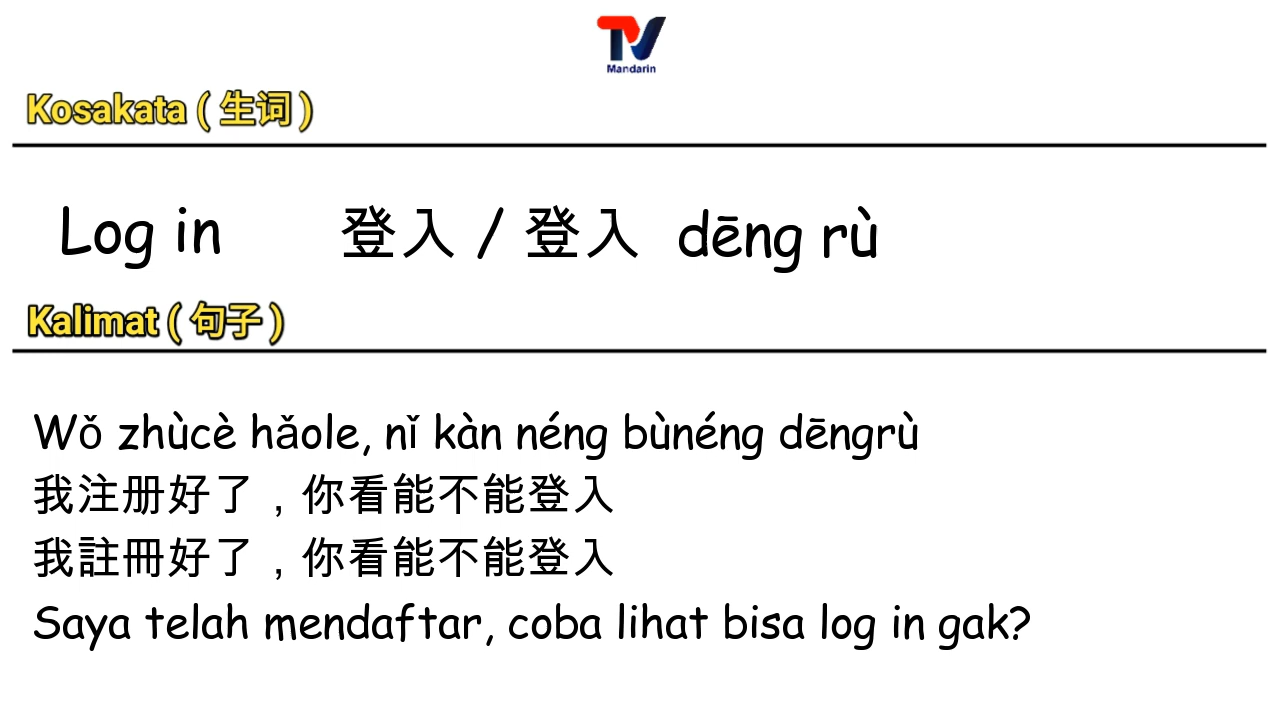 TV
Mandarin
Kosakata ( 生词 )
Log in 登入 / 登入 dēng rù
Kalimat ( 句子 )
Wǒ zhùcè hǎole, nǐ kàn néng bùnéng dēngrù
我注册好了，你看能不能登入
我註冊好了，你看能不能登入
Saya telah mendaftar, coba lihat bisa log in gak?